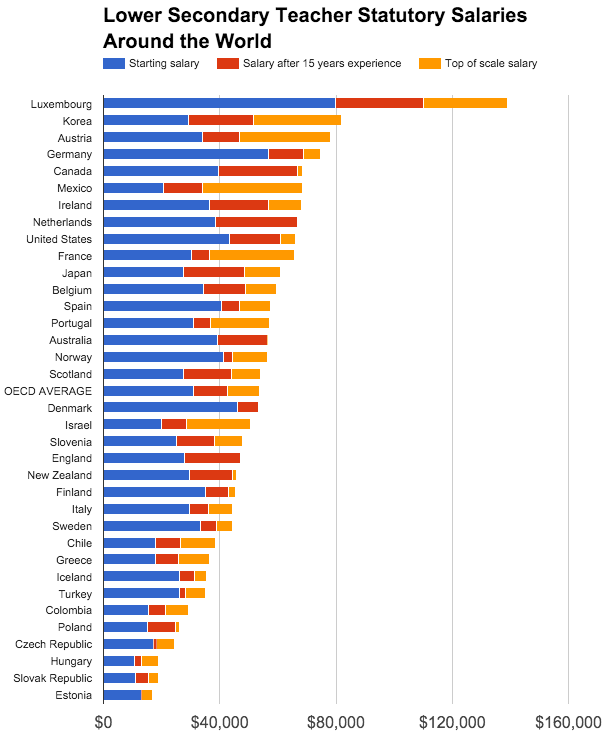 Lower Secondary Teacher Statutory Salaries
Around the World
Starting salary
Salary after 15 years experience
Top of scale salary
Luxembourg
Korea
Austria
Germany
Canada
Mexico
Ireland
Netherlands
United States
France
Japan
Belgium
Spain
Portugal
Australia
Norway
Scotland
OECD AVERAGE
Denmark
Israel
Slovenia
England
New Zealand
Finland
Italy
Sweden
Chile
Greece
Iceland
Turkey
Colombia
Poland
Czech Republic
Hungary
Slovak Republic
Estonia
$0 $40,000 $80,000 $120,000 $160,000